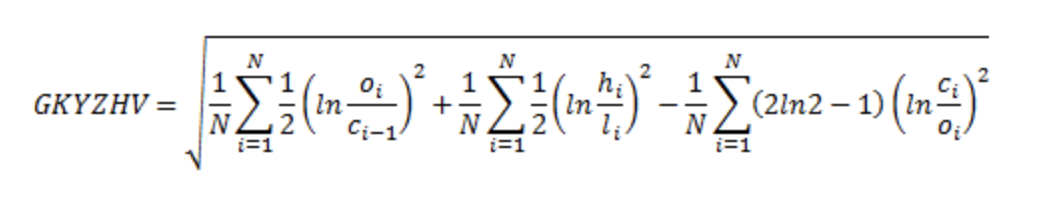 GKYZHV = √(1/N ∑_{i=1}^{N} 1/2 (ln o_i/c_{i−1})^2 + 1/N ∑_{i=1}^{N} 1/2 (ln h_i/l_i)^2 − 1/N ∑_{i=1}^{N} (2ln2 − 1) (ln c_i/o_i)^2)